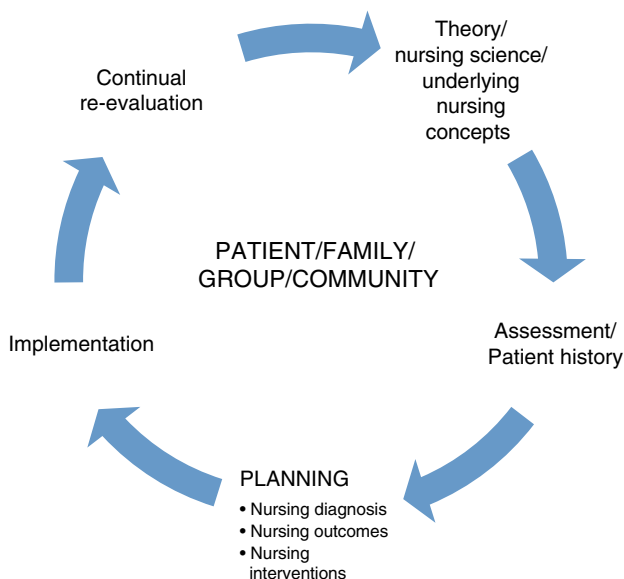 Theory/
nursing science/
underlying
nursing
concepts
Continual
re-evaluation
PATIENT/FAMILY/
GROUP/COMMUNITY
Assessment/
Patient history
Implementation
PLANNING
• Nursing diagnosis
• Nursing outcomes
• Nursing
interventions